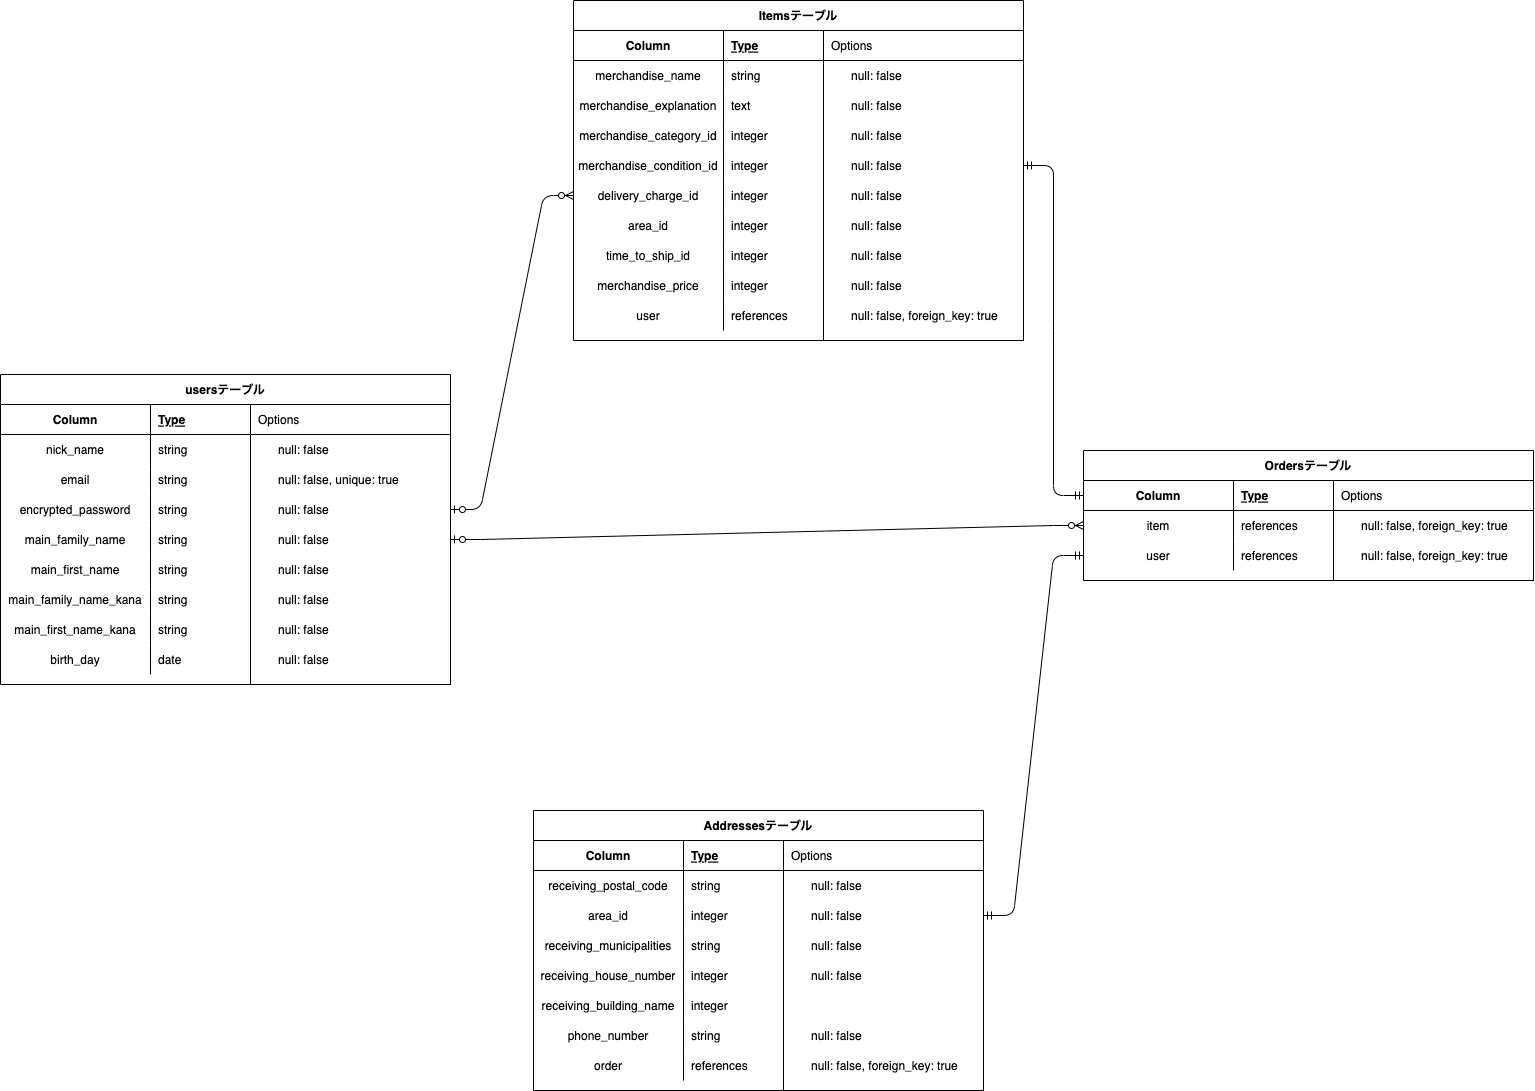 Itemsテーブル
Column Type Options
merchandise_name string null: false
merchandise_explanation text null: false
merchandise_category_id integer null: false
merchandise_condition_id integer null: false
delivery_charge_id integer null: false
area_id integer null: false
time_to_ship_id integer null: false
merchandise_price integer null: false
user references null: false, foreign_key: true
usersテーブル
Column Type Options
nick_name string null: false
email string null: false, unique: true
encrypted_password string null: false
main_family_name string null: false
main_first_name string null: false
main_family_name_kana string null: false
main_first_name_kana string null: false
birth_day date null: false
Ordersテーブル
Column Type Options
item references null: false, foreign_key: true
user references null: false, foreign_key: true
Addressesテーブル
Column Type Options
receiving_postal_code string null: false
area_id integer null: false
receiving_municipalities string null: false
receiving_house_number integer null: false
receiving_building_name integer
phone_number string null: false
order references null: false, foreign_key: true